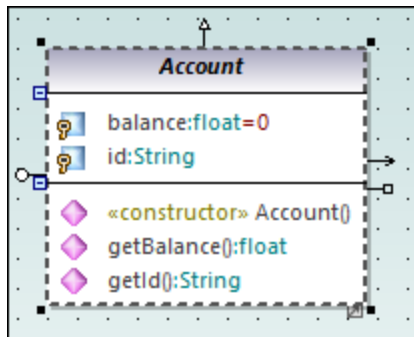 Account
balance:float=0
id:String
«constructor» Account()
getBalance():float
getId():String